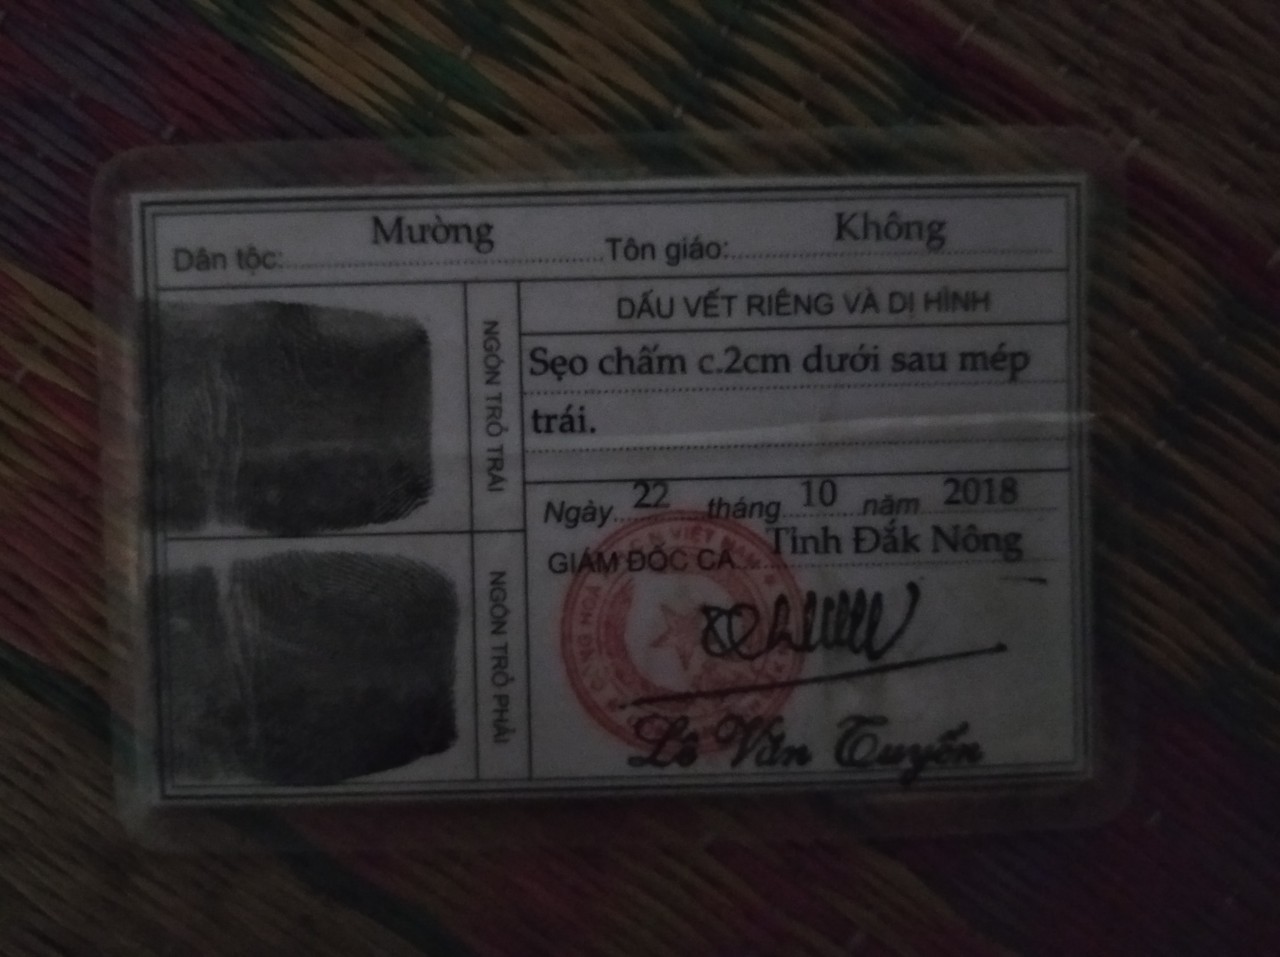 Dân tộc: Mường Tôn giáo: Không
NGÓN TRỎ TRÁI
DẤU VẾT RIÊNG VÀ DỊ HÌNH
Sẹo chấm c.2cm dưới sau mép
trái.
NGÓN TRỎ PHẢI
Ngày 22 tháng 10 năm 2018
GIÁM ĐỐC CA Tỉnh Đắk Nông
VIỆT NAM
Lê Văn Tuyến